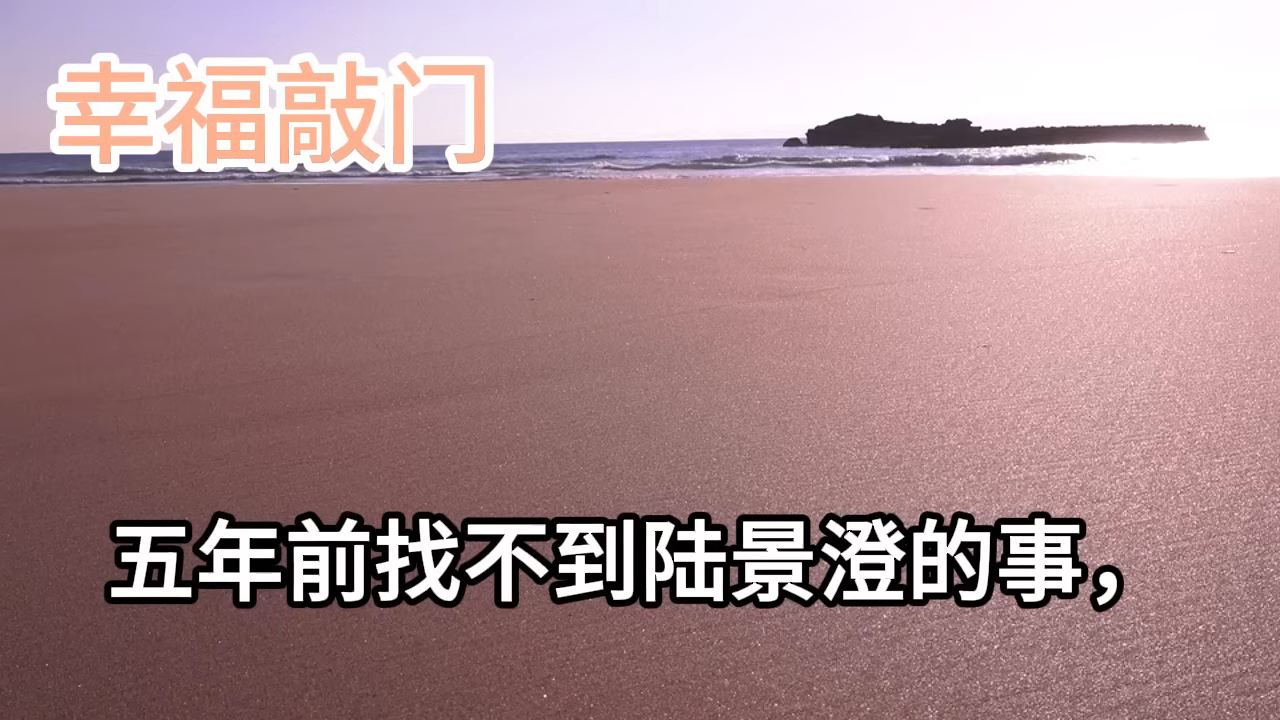 幸福敲门
五年前找不到陆景澄的事，